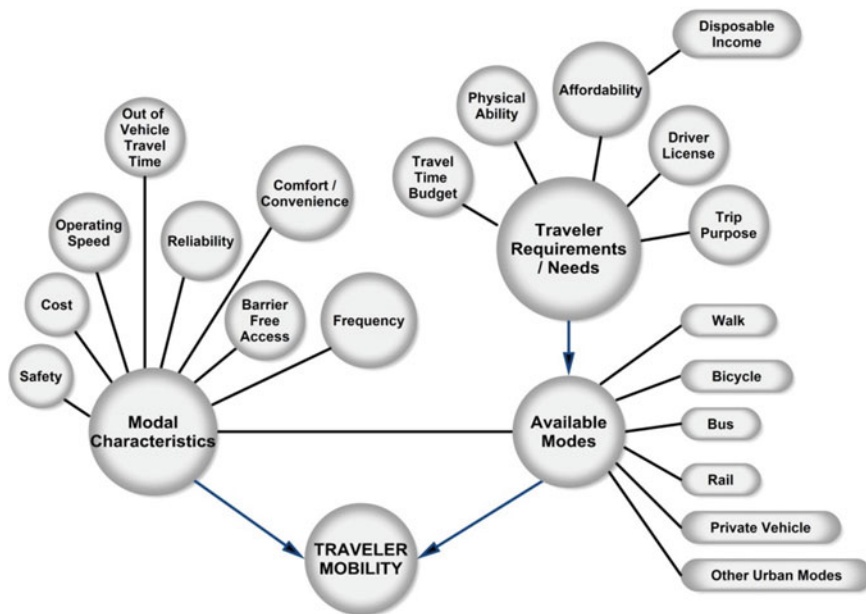 Disposable
Income
Affordability
Physical
Ability
Driver
License
Travel
Time
Budget
Trip
Purpose
Traveler
Requirements
/ Needs
Out of
Vehicle
Travel
Time
Comfort /
Convenience
Operating
Speed
Reliability
Cost
Barrier
Free
Access
Frequency
Safety
Modal
Characteristics
Available
Modes
Walk
Bicycle
Bus
Rail
Private Vehicle
Other Urban Modes
TRAVELER
MOBILITY